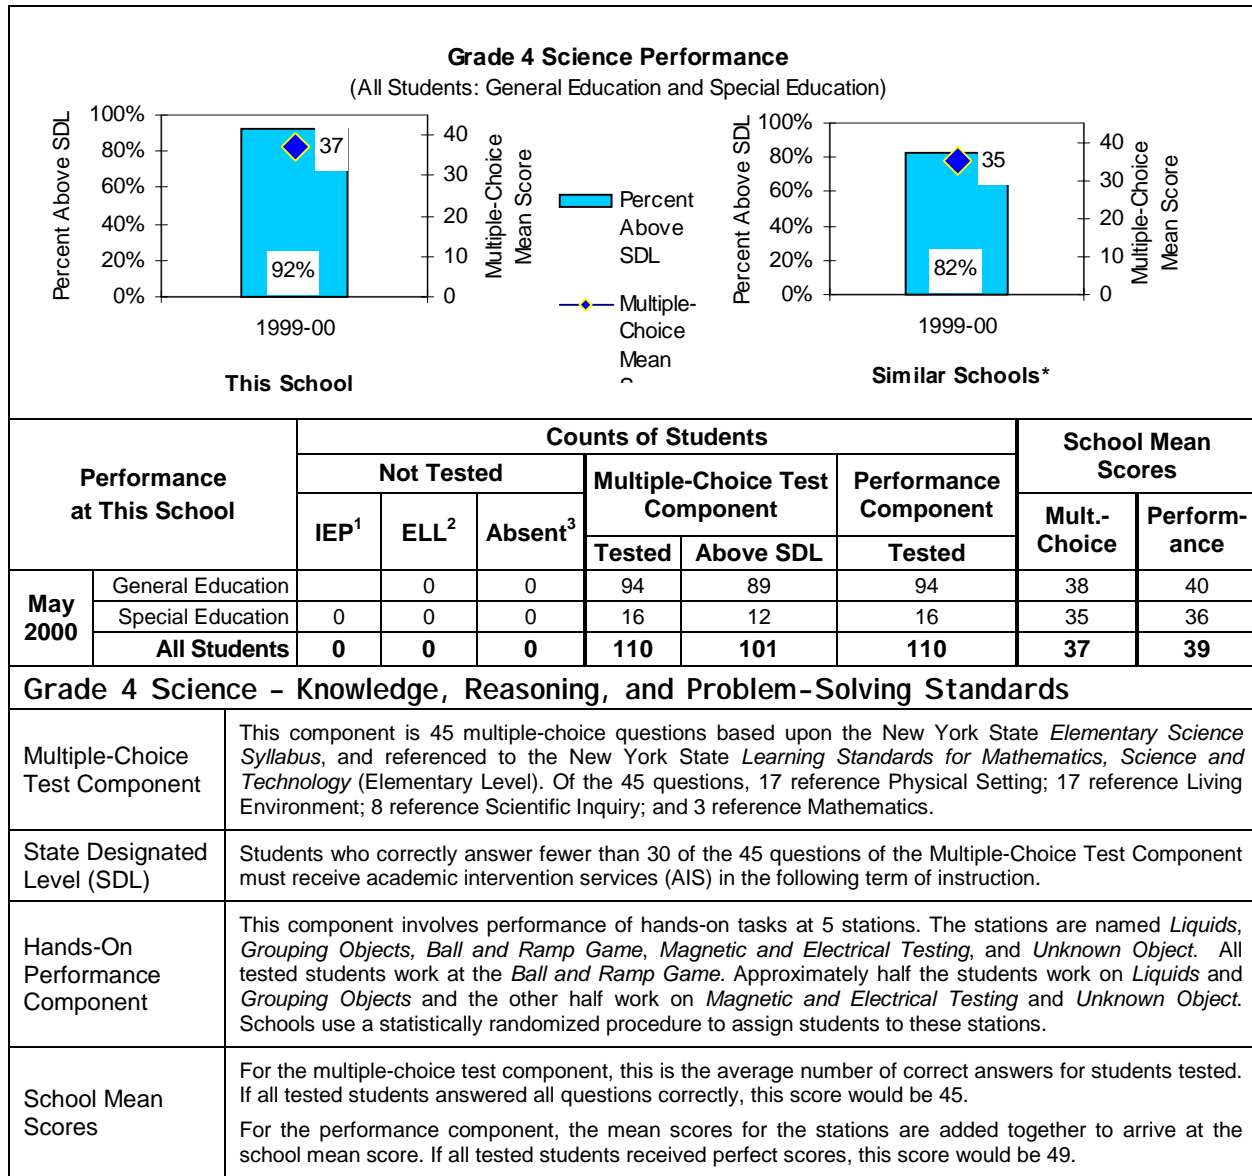 Grade 4 Science Performance
(All Students: General Education and Special Education)
Percent Above SDL
100%
80%
60%
40%
20%
0%
37
92%
40
30
20
10
0
Multiple-Choice
Mean Score
1999-00
This School
Percent
Above
SDL
Multiple-
Choice
Mean
Percent Above SDL
100%
80%
60%
40%
20%
0%
35
82%
40
30
20
10
0
Multiple-Choice
Mean Score
1999-00
Similar Schools*
Performance
at This School
Counts of Students
School Mean
Scores
Not Tested
Multiple-Choice Test
Component
Performance
Component
IEP1 ELL2 Absent3
Tested Above SDL Tested
Mult.-
Choice
Perform-
ance
May
2000
General Education 0 0 94 89 94 38 40
Special Education 0 0 0 16 12 16 35 36
All Students 0 0 0 110 101 110 37 39
Grade 4 Science – Knowledge, Reasoning, and Problem-Solving Standards
Multiple-Choice
Test Component
This component is 45 multiple-choice questions based upon the New York State Elementary Science
Syllabus, and referenced to the New York State Learning Standards for Mathematics, Science and
Technology (Elementary Level). Of the 45 questions, 17 reference Physical Setting; 17 reference Living
Environment; 8 reference Scientific Inquiry; and 3 reference Mathematics.
State Designated
Level (SDL)
Students who correctly answer fewer than 30 of the 45 questions of the Multiple-Choice Test Component
must receive academic intervention services (AIS) in the following term of instruction.
Hands-On
Performance
Component
This component involves performance of hands-on tasks at 5 stations. The stations are named Liquids,
Grouping Objects, Ball and Ramp Game, Magnetic and Electrical Testing, and Unknown Object. All
tested students work at the Ball and Ramp Game. Approximately half the students work on Liquids and
Grouping Objects and the other half work on Magnetic and Electrical Testing and Unknown Object.
Schools use a statistically randomized procedure to assign students to these stations.
School Mean
Scores
For the multiple-choice test component, this is the average number of correct answers for students tested.
If all tested students answered all questions correctly, this score would be 45.
For the performance component, the mean scores for the stations are added together to arrive at the
school mean score. If all tested students received perfect scores, this score would be 49.